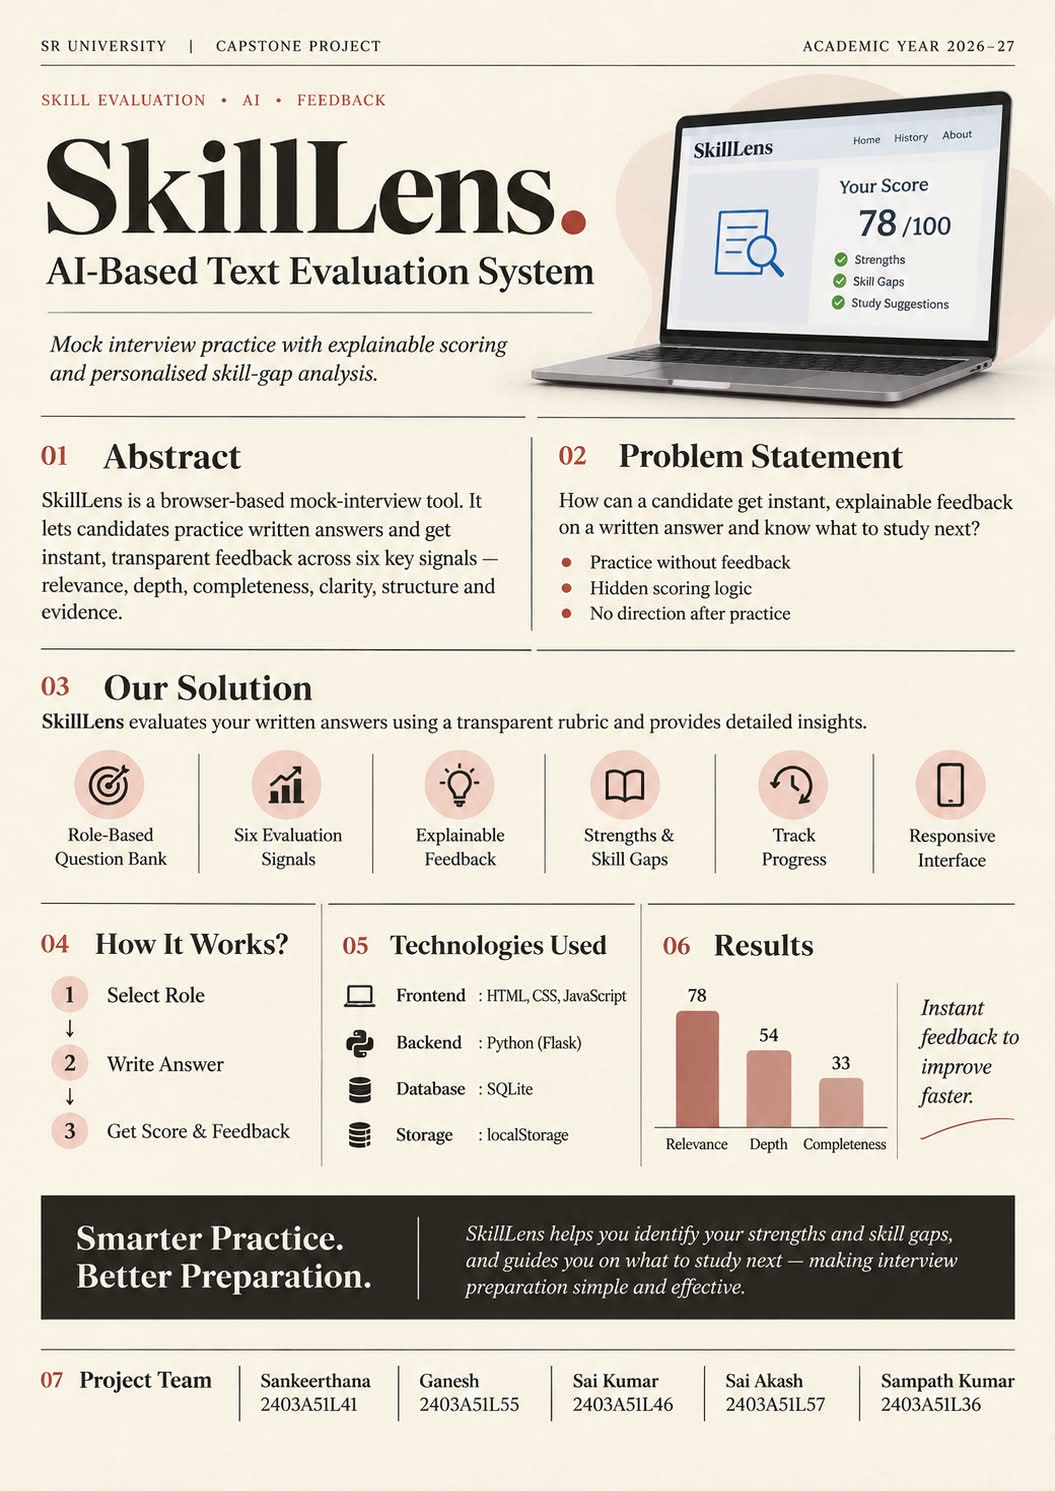 SR UNIVERSITY | CAPSTONE PROJECT
ACADEMIC YEAR 2026–27
SKILL EVALUATION • AI • FEEDBACK
SkillLens.
AI-Based Text Evaluation System
Mock interview practice with explainable scoring
and personalised skill-gap analysis.
SkillLens
Home History About
Your Score
78 /100
Strengths
Skill Gaps
Study Suggestions
01 Abstract
SkillLens is a browser-based mock-interview tool. It
lets candidates practice written answers and get
instant, transparent feedback across six key signals —
relevance, depth, completeness, clarity, structure and
evidence.
02 Problem Statement
How can a candidate get instant, explainable feedback
on a written answer and know what to study next?
• Practice without feedback
• Hidden scoring logic
• No direction after practice
03 Our Solution
SkillLens evaluates your written answers using a transparent rubric and provides detailed insights.
Role-Based
Question Bank
Six Evaluation
Signals
Explainable
Feedback
Strengths &
Skill Gaps
Track
Progress
Responsive
Interface
04 How It Works?
1 Select Role
↓
2 Write Answer
↓
3 Get Score & Feedback
05 Technologies Used
Frontend : HTML, CSS, JavaScript
Backend : Python (Flask)
Database : SQLite
Storage : localStorage
06 Results
78
54
33
Relevance Depth Completeness
Instant
feedback to
improve
faster.
Smarter Practice.
Better Preparation.
SkillLens helps you identify your strengths and skill gaps,
and guides you on what to study next — making interview
preparation simple and effective.
07 Project Team
Sankeerthana
2403A51L41
Ganesh
2403A51L55
Sai Kumar
2403A51L46
Sai Akash
2403A51L57
Sampath Kumar
2403A51L36